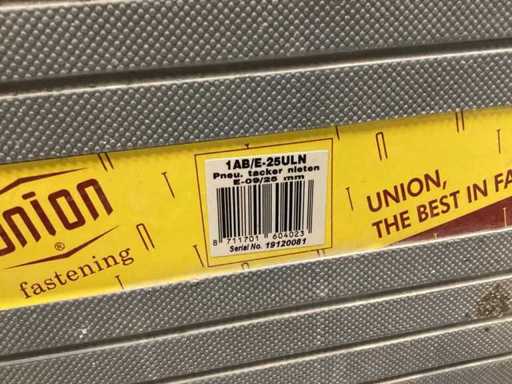 union
®
fastening
1AB/E-25ULN
Pneu. tacker nieten
E-09/25 mm
8 711701 604023
Serial No. 19120081
UNION,
THE BEST IN FA